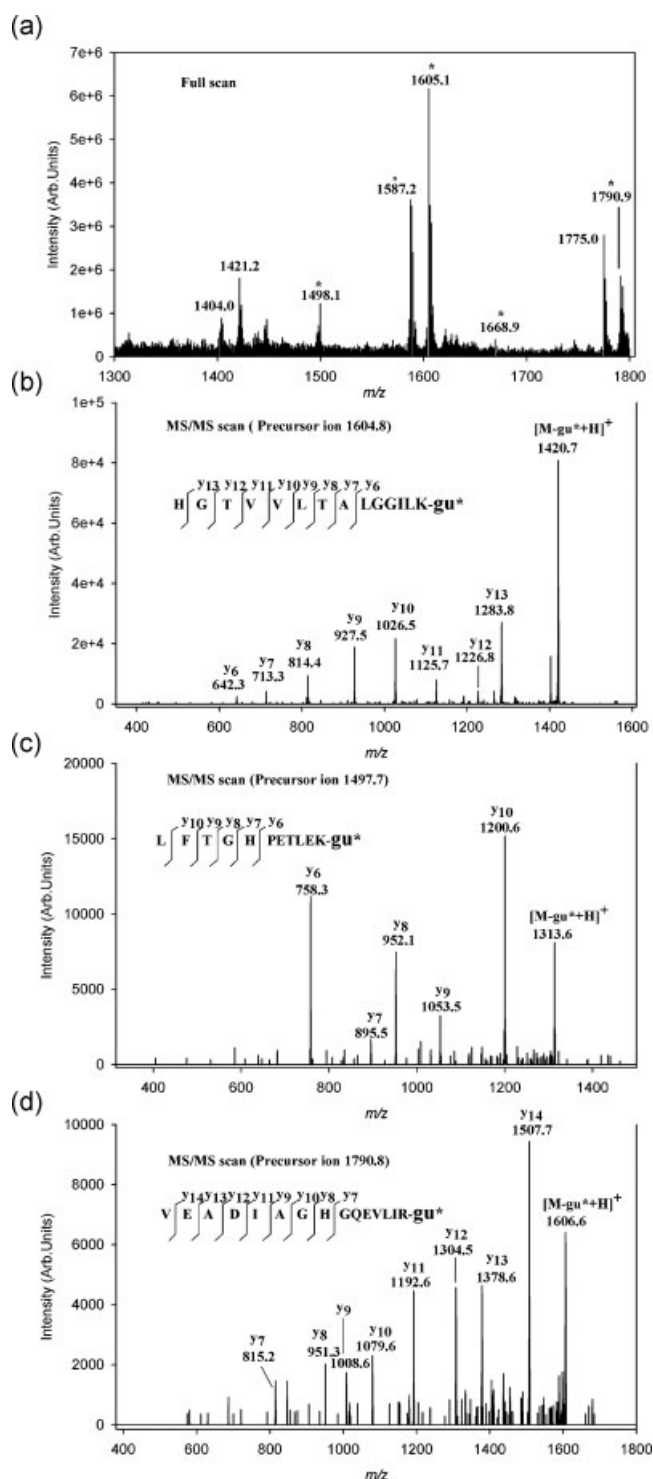 (a)
7e+6
6e+6
5e+6
4e+6
3e+6
2e+6
1e+6
0
Intensity (Arb.Units)
Full scan
*
1605.1
*
1587.2
*
1790.9
1775.0
1421.2
1404.0
*
1498.1
*
1668.9
1300 1400 1500 1600 1700 1800
m/z
(b)
1e+5
8e+4
6e+4
4e+4
2e+4
0
Intensity (Arb.Units)
MS/MS scan ( Precursor ion 1604.8)
[M-gu*+H]+
1420.7
y13 y12 y11 y10 y9 y8 y7 y6
H G T V V L T A LGGILK-gu*
y6
642.3
y7
713.3
y8
814.4
y9
927.5
y10
1026.5
y11
1125.7
y12
1226.8
y13
1283.8
400 600 800 1000 1200 1400 1600
m/z
(c)
20000
15000
10000
5000
0
Intensity (Arb.Units)
MS/MS scan (Precursor ion 1497.7)
y10 y9 y8 y7 y6
L F T G H PETLEK-gu*
y6
758.3
y7
895.5
y8
952.1
y9
1053.5
y10
1200.6
[M-gu*+H]+
1313.6
400 600 800 1000 1200 1400
m/z
(d)
10000
8000
6000
4000
2000
0
Intensity (Arb.Units)
MS/MS scan (Precursor ion 1790.8)
y14 y13 y12 y11 y9 y10 y8 y7
V E A D I A G H GQEVLIR-gu*
y7
815.2
y8
951.3
y9
1008.6
y10
1079.6
y11
1192.6
y12
1304.5
y13
1378.6
y14
1507.7
[M-gu*+H]+
1606.6
400 600 800 1000 1200 1400 1600 1800
m/z